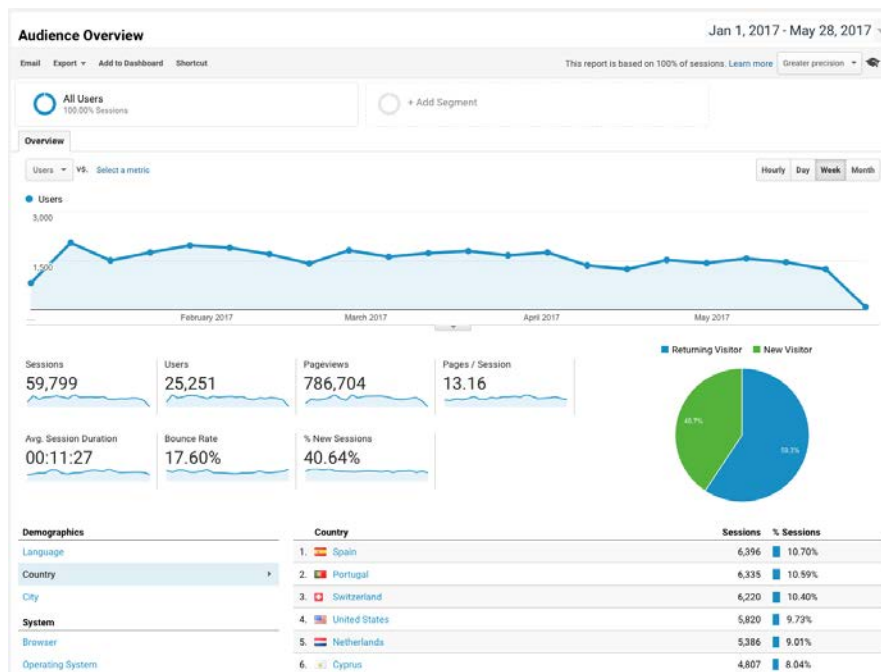 Audience Overview
Jan 1, 2017 - May 28, 2017
Email Export Add to Dashboard Shortcut
This report is based on 100% of sessions. Learn more Greater precision
All Users
100.00% Sessions
+ Add Segment
Overview
Users VS. Select a metric
Hourly Day Week Month
Users
3,000
1,500
... February 2017 March 2017 April 2017 May 2017
Returning Visitor New Visitor
Sessions Users Pageviews Pages / Session
59,799 25,251 786,704 13.16
40.7%
59.3%
Avg. Session Duration Bounce Rate % New Sessions
00:11:27 17.60% 40.64%
Demographics Country Sessions % Sessions
Language 1. Spain 6,396 10.70%
Country 2. Portugal 6,335 10.59%
City 3. Switzerland 6,220 10.40%
System 4. United States 5,820 9.73%
Browser 5. Netherlands 5,386 9.01%
Operating System 6. Cyprus 4,807 8.04%